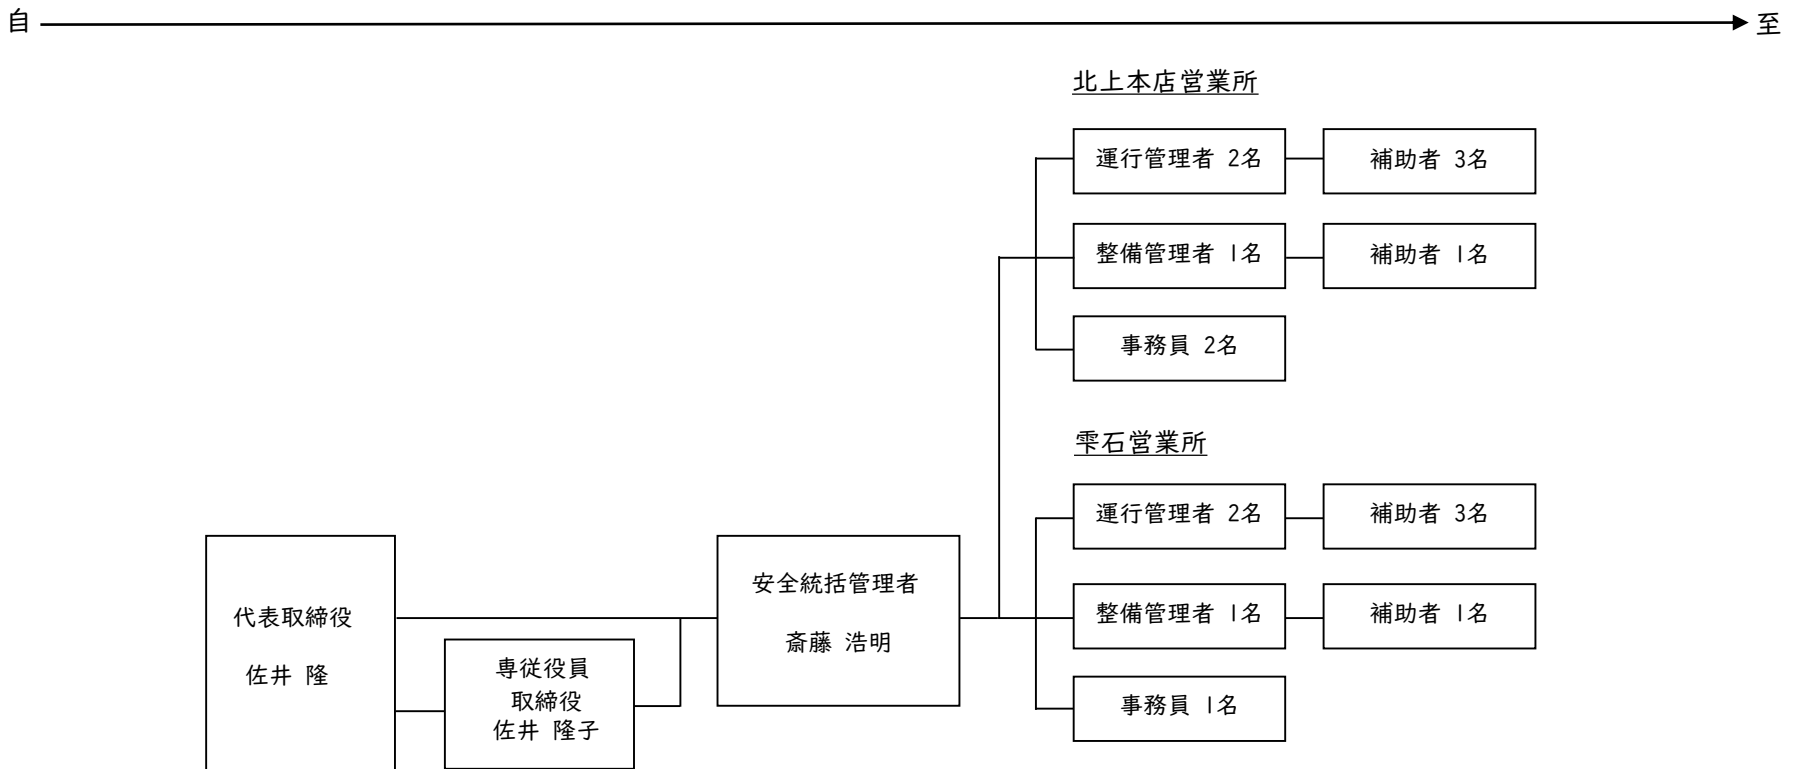 自
至
北上本店営業所
運行管理者 2名
補助者 3名
整備管理者 1名
補助者 1名
事務員 2名
雫石営業所
運行管理者 2名
補助者 3名
整備管理者 1名
補助者 1名
事務員 1名
代表取締役
佐井 隆
専従役員
取締役
佐井 隆子
安全統括管理者
斎藤 浩明